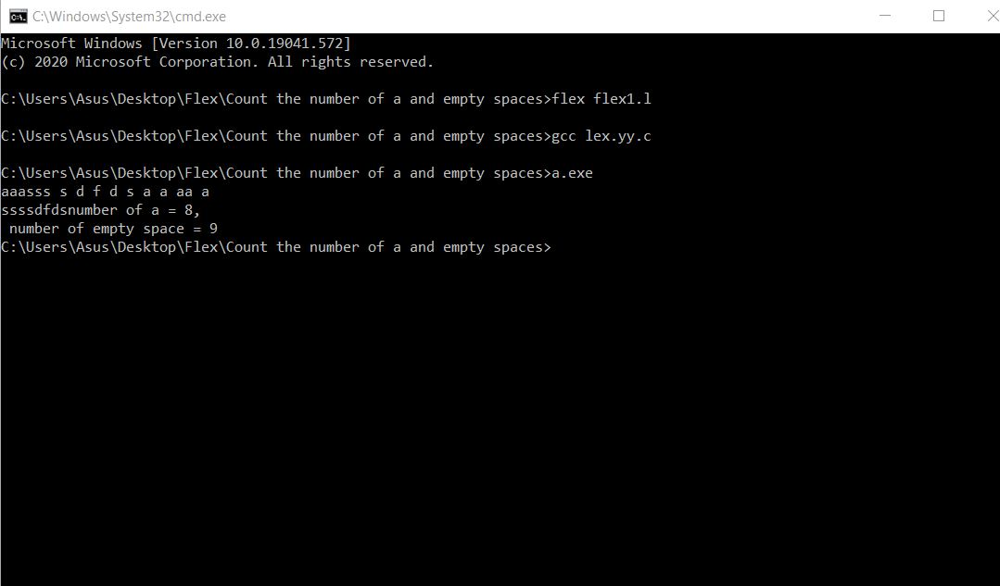 C:\Windows\System32\cmd.exe
Microsoft Windows [Version 10.0.19041.572]
(c) 2020 Microsoft Corporation. All rights reserved.
C:\Users\Asus\Desktop\Flex\Count the number of a and empty spaces>flex flex1.l
C:\Users\Asus\Desktop\Flex\Count the number of a and empty spaces>gcc lex.yy.c
C:\Users\Asus\Desktop\Flex\Count the number of a and empty spaces>a.exe
aaasss s d f d s a a aa a
ssssdfdsnumber of a = 8,
 number of empty space = 9
C:\Users\Asus\Desktop\Flex\Count the number of a and empty spaces>